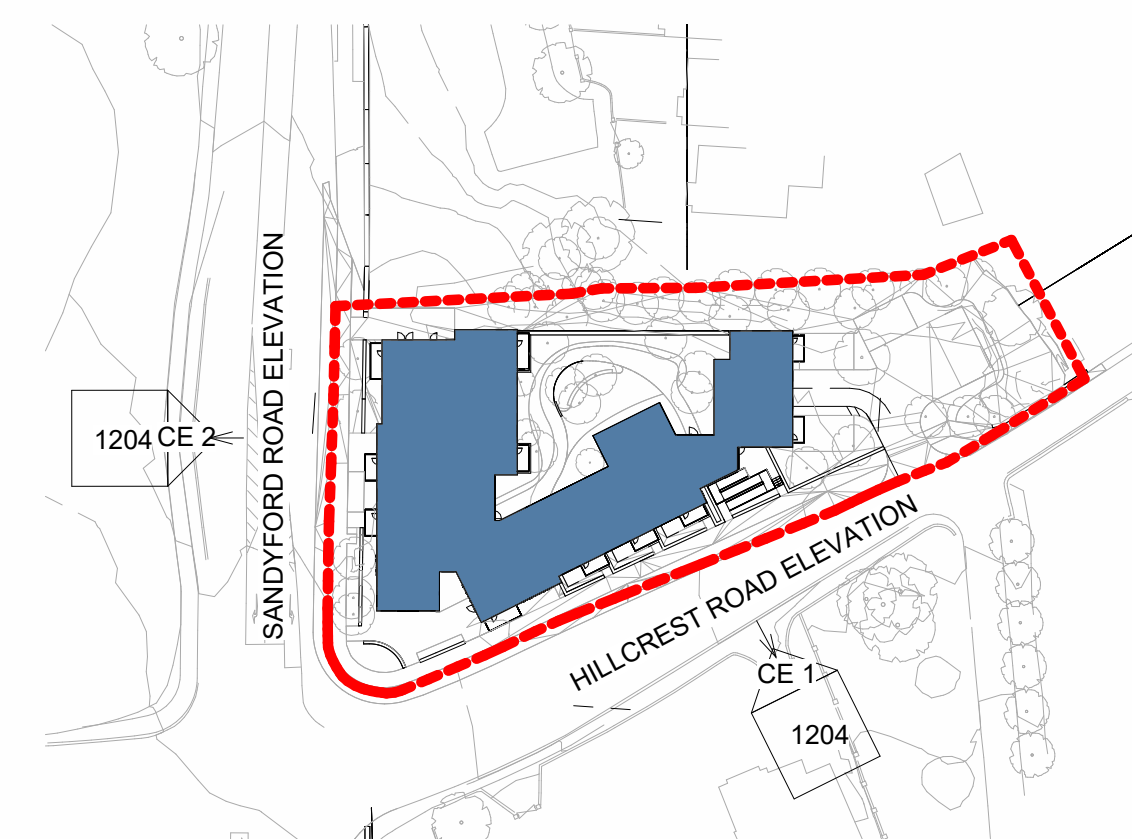 SANDYFORD ROAD ELEVATION
1204 CE 2
HILLCREST ROAD ELEVATION
CE 1
1204